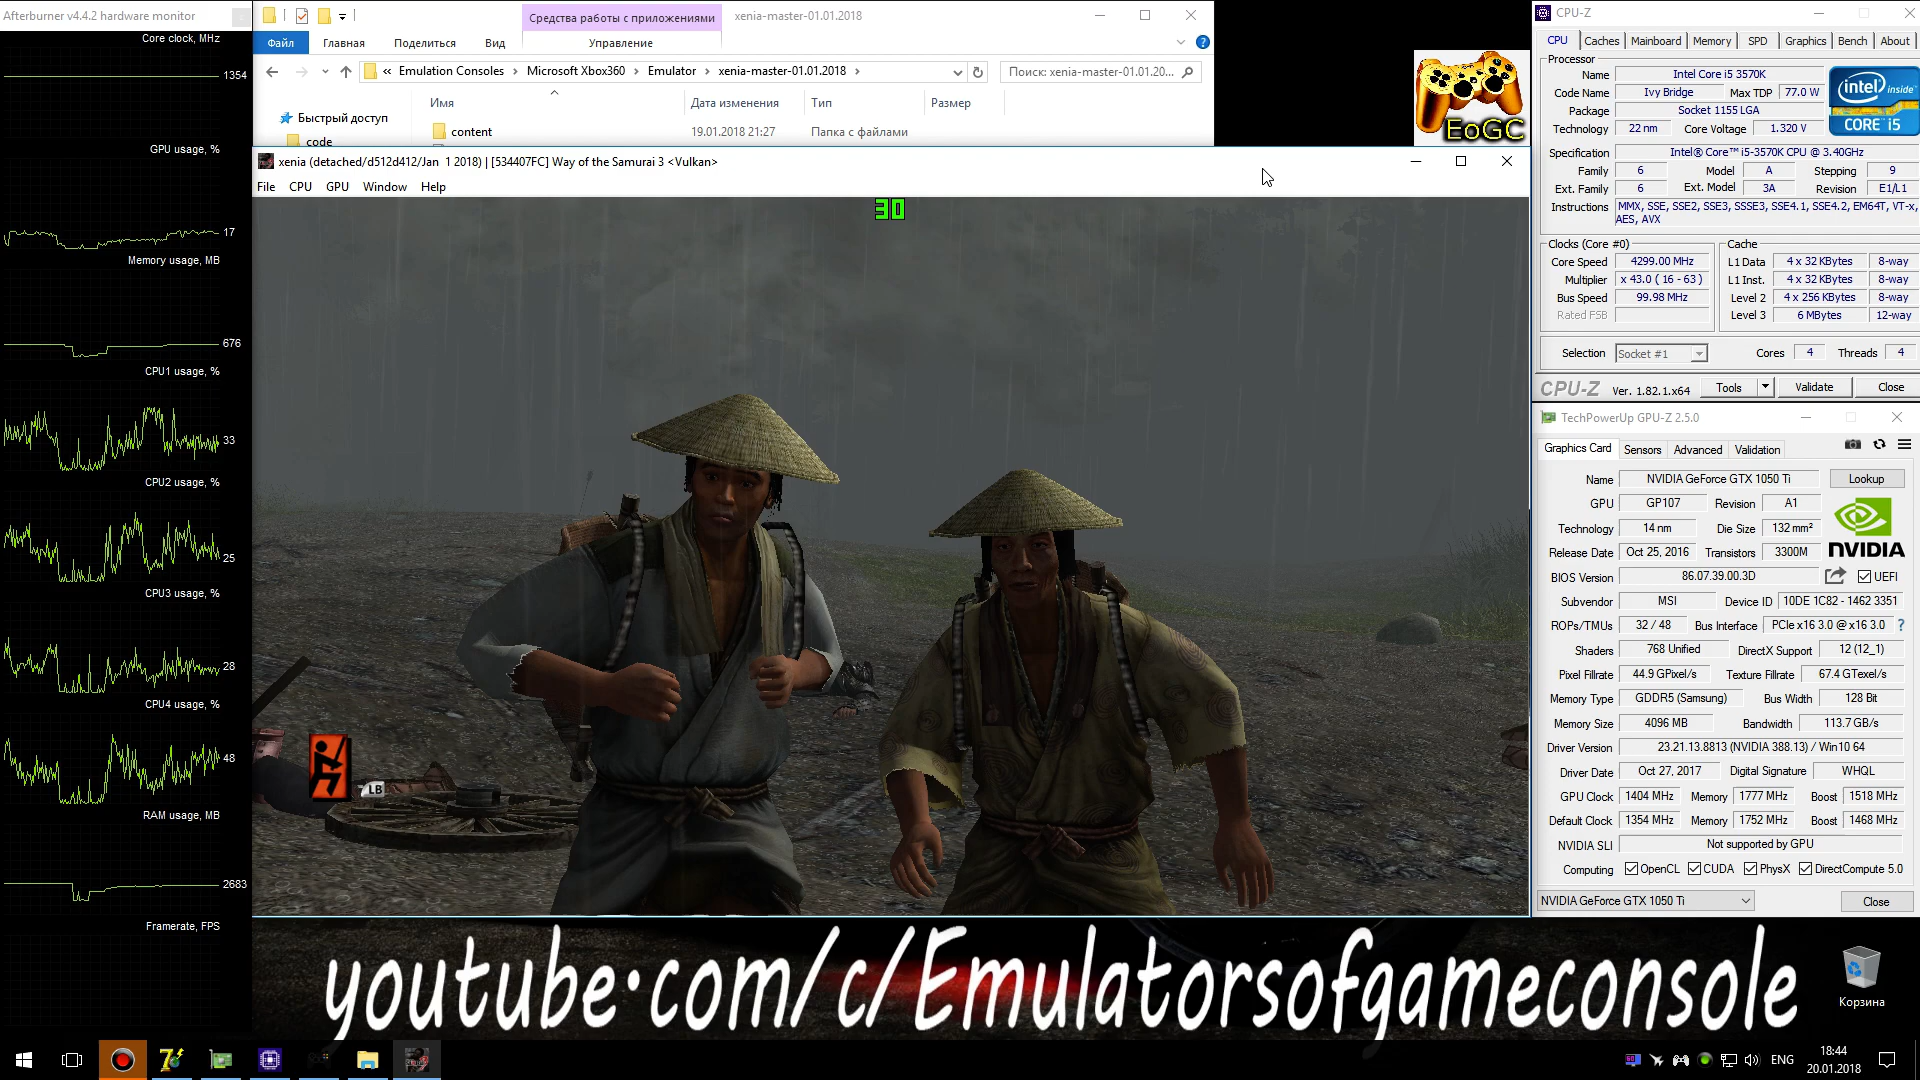 Afterburner v4.4.2 hardware monitor
Core clock, MHz
1354
GPU usage, %
17
Memory usage, MB
676
CPU1 usage, %
33
CPU2 usage, %
25
CPU3 usage, %
28
CPU4 usage, %
48
RAM usage, MB
2683
Framerate, FPS
Средства работы с приложениями
xenia-master-01.01.2018
Файл Главная Поделиться Вид Управление
« Emulation Consoles > Microsoft Xbox360 > Emulator > xenia-master-01.01.2018 >
Поиск: xenia-master-01.01.20...
Имя Дата изменения Тип Размер
Быстрый доступ
code
content 19.01.2018 21:27 Папка с файлами
EoGC
xenia (detached/d512d412/Jan 1 2018) | [534407FC] Way of the Samurai 3 <Vulkan>
File CPU GPU Window Help
30
LB
CPU-Z
CPU Caches Mainboard Memory SPD Graphics Bench About
Processor
Name Intel Core i5 3570K
Code Name Ivy Bridge Max TDP 77.0 W
Package Socket 1155 LGA
Technology 22 nm Core Voltage 1.320 V
intel inside"
CORE i5
Specification Intel® Core™ i5-3570K CPU @ 3.40GHz
Family 6 Model A Stepping 9
Ext. Family 6 Ext. Model 3A Revision E1/L1
Instructions MMX, SSE, SSE2, SSE3, SSSE3, SSE4.1, SSE4.2, EM64T, VT-x,
AES, AVX
Clocks (Core #0) Cache
Core Speed 4299.00 MHz L1 Data 4 x 32 KBytes 8-way
Multiplier x 43.0 ( 16 - 63 ) L1 Inst. 4 x 32 KBytes 8-way
Bus Speed 99.98 MHz Level 2 4 x 256 KBytes 8-way
Rated FSB Level 3 6 MBytes 12-way
Selection Socket #1 Cores 4 Threads 4
CPU-Z Ver. 1.82.1.x64 Tools Validate Close
TechPowerUp GPU-Z 2.5.0
Graphics Card Sensors Advanced Validation
Name NVIDIA GeForce GTX 1050 Ti Lookup
GPU GP107 Revision A1
Technology 14 nm Die Size 132 mm²
Release Date Oct 25, 2016 Transistors 3300M
NVIDIA
BIOS Version 86.07.39.00.3D UEFI
Subvendor MSI Device ID 10DE 1C82 - 1462 3351
ROPs/TMUs 32 / 48 Bus Interface PCIe x16 3.0 @ x16 3.0 ?
Shaders 768 Unified DirectX Support 12 (12_1)
Pixel Fillrate 44.9 GPixel/s Texture Fillrate 67.4 GTexel/s
Memory Type GDDR5 (Samsung) Bus Width 128 Bit
Memory Size 4096 MB Bandwidth 113.7 GB/s
Driver Version 23.21.13.8813 (NVIDIA 388.13) / Win10 64
Driver Date Oct 27, 2017 Digital Signature WHQL
GPU Clock 1404 MHz Memory 1777 MHz Boost 1518 MHz
Default Clock 1354 MHz Memory 1752 MHz Boost 1468 MHz
NVIDIA SLI Not supported by GPU
Computing OpenCL CUDA PhysX DirectCompute 5.0
NVIDIA GeForce GTX 1050 Ti Close
youtube.com/c/Emulatorsofgameconsole
Корзина
ENG
18:44
20.01.2018